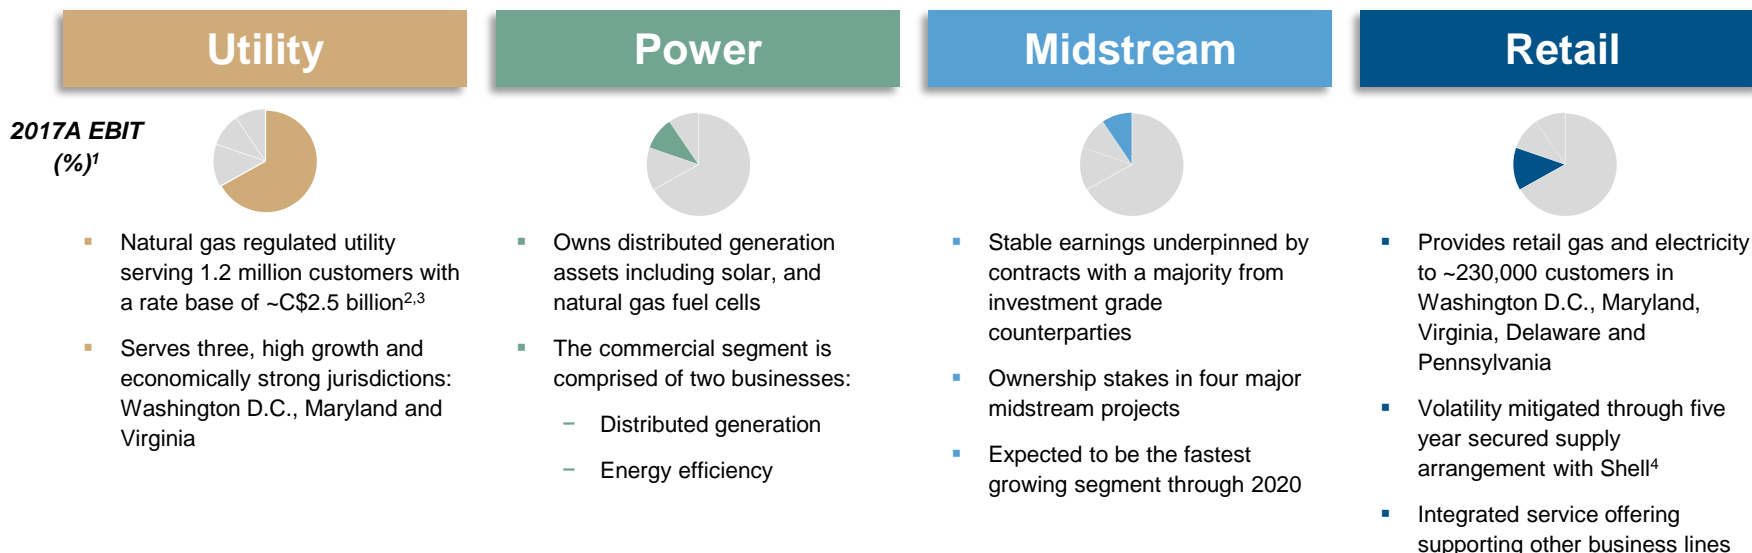 Utility
Power
Midstream
Retail
2017A EBIT
(%)1
▪ Natural gas regulated utility
serving 1.2 million customers with
a rate base of ~C$2.5 billion2,3
▪ Serves three, high growth and
economically strong jurisdictions:
Washington D.C., Maryland and
Virginia
▪ Owns distributed generation
assets including solar, and
natural gas fuel cells
▪ The commercial segment is
comprised of two businesses:
− Distributed generation
− Energy efficiency
▪ Stable earnings underpinned by
contracts with a majority from
investment grade
counterparties
▪ Ownership stakes in four major
midstream projects
▪ Expected to be the fastest
growing segment through 2020
▪ Provides retail gas and electricity
to ~230,000 customers in
Washington D.C., Maryland,
Virginia, Delaware and
Pennsylvania
▪ Volatility mitigated through five
year secured supply
arrangement with Shell4
▪ Integrated service offering
supporting other business lines